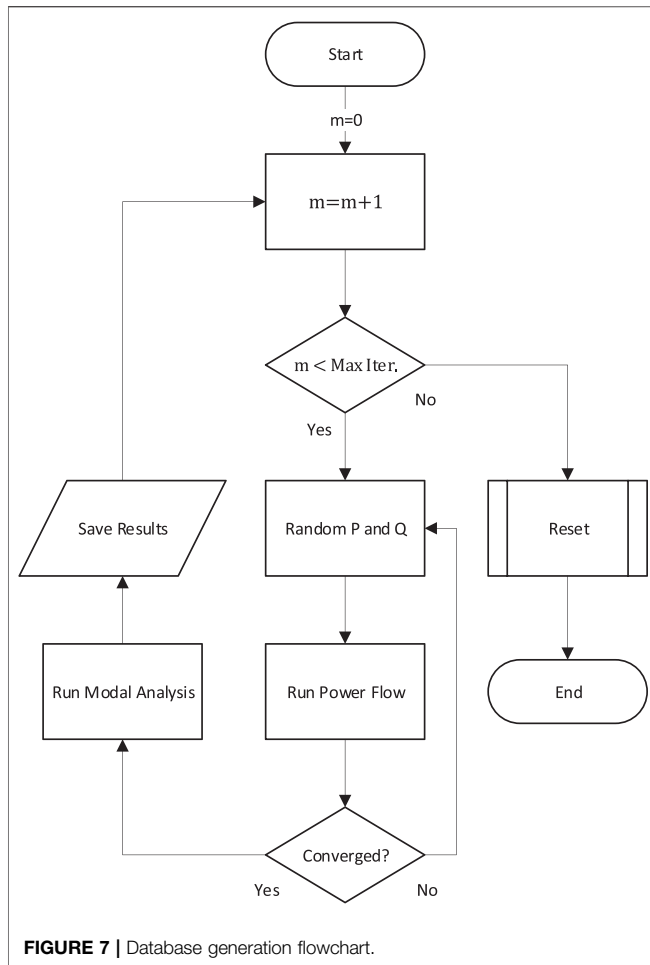 Start
m=0
m=m+1
m < Max Iter.
No
Yes
Save Results
Random P and Q
Reset
Run Modal Analysis
Run Power Flow
End
Converged?
Yes
No
FIGURE 7 | Database generation flowchart.